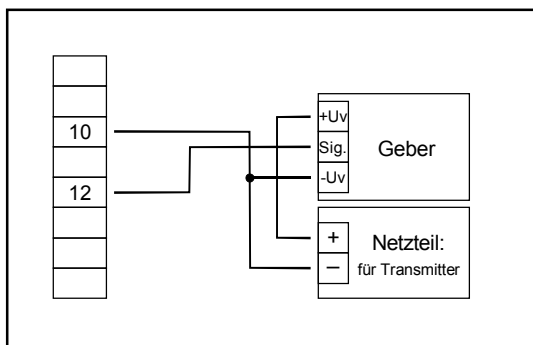 10
12
+Uv
Sig.
-Uv
Geber
+
−
Netzteil:
für Transmitter